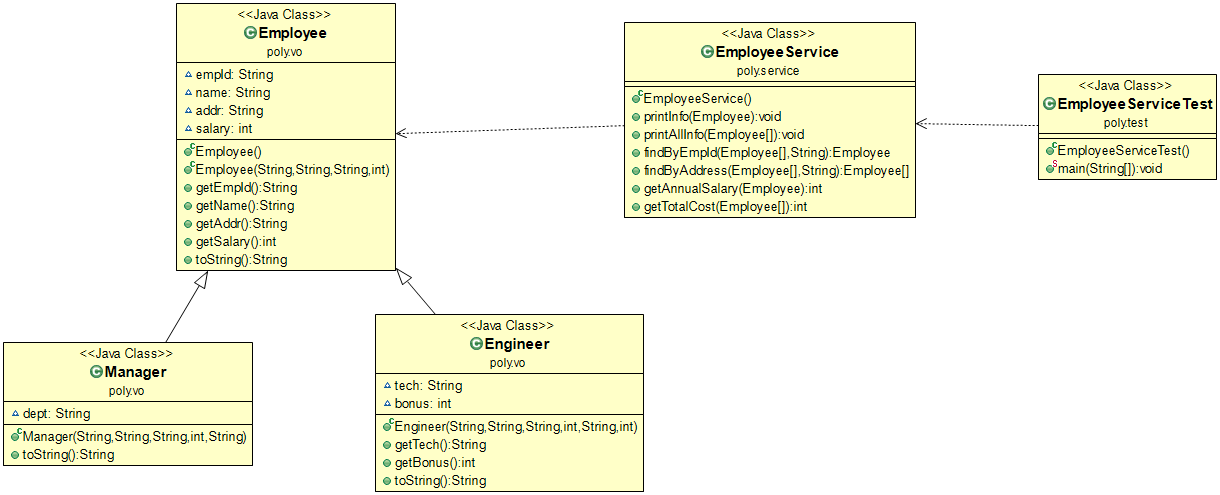 <<Java Class>>
Employee
poly.vo
empId: String
name: String
addr: String
salary: int
Employee()
Employee(String,String,String,int)
getEmpId():String
getName():String
getAddr():String
getSalary():int
toString():String
<<Java Class>>
EmployeeService
poly.service
EmployeeService()
printInfo(Employee):void
printAllInfo(Employee[]):void
findByEmpId(Employee[],String):Employee
findByAddress(Employee[],String):Employee[]
getAnnualSalary(Employee):int
getTotalCost(Employee[]):int
<<Java Class>>
EmployeeServiceTest
poly.test
EmployeeServiceTest()
main(String[]):void
<<Java Class>>
Manager
poly.vo
dept: String
Manager(String,String,String,int,String)
toString():String
<<Java Class>>
Engineer
poly.vo
tech: String
bonus: int
Engineer(String,String,String,int,String,int)
getTech():String
getBonus():int
toString():String